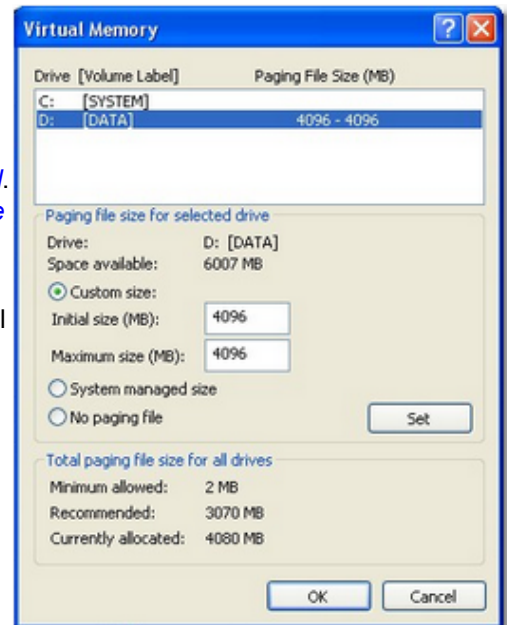 Virtual Memory
Drive [Volume Label] Paging File Size (MB)
C: [SYSTEM]
D: [DATA] 4096 - 4096
Paging file size for selected drive
Drive: D: [DATA]
Space available: 6007 MB
Custom size:
Initial size (MB): 4096
Maximum size (MB): 4096
System managed size
No paging file Set
Total paging file size for all drives
Minimum allowed: 2 MB
Recommended: 3070 MB
Currently allocated: 4080 MB
OK Cancel